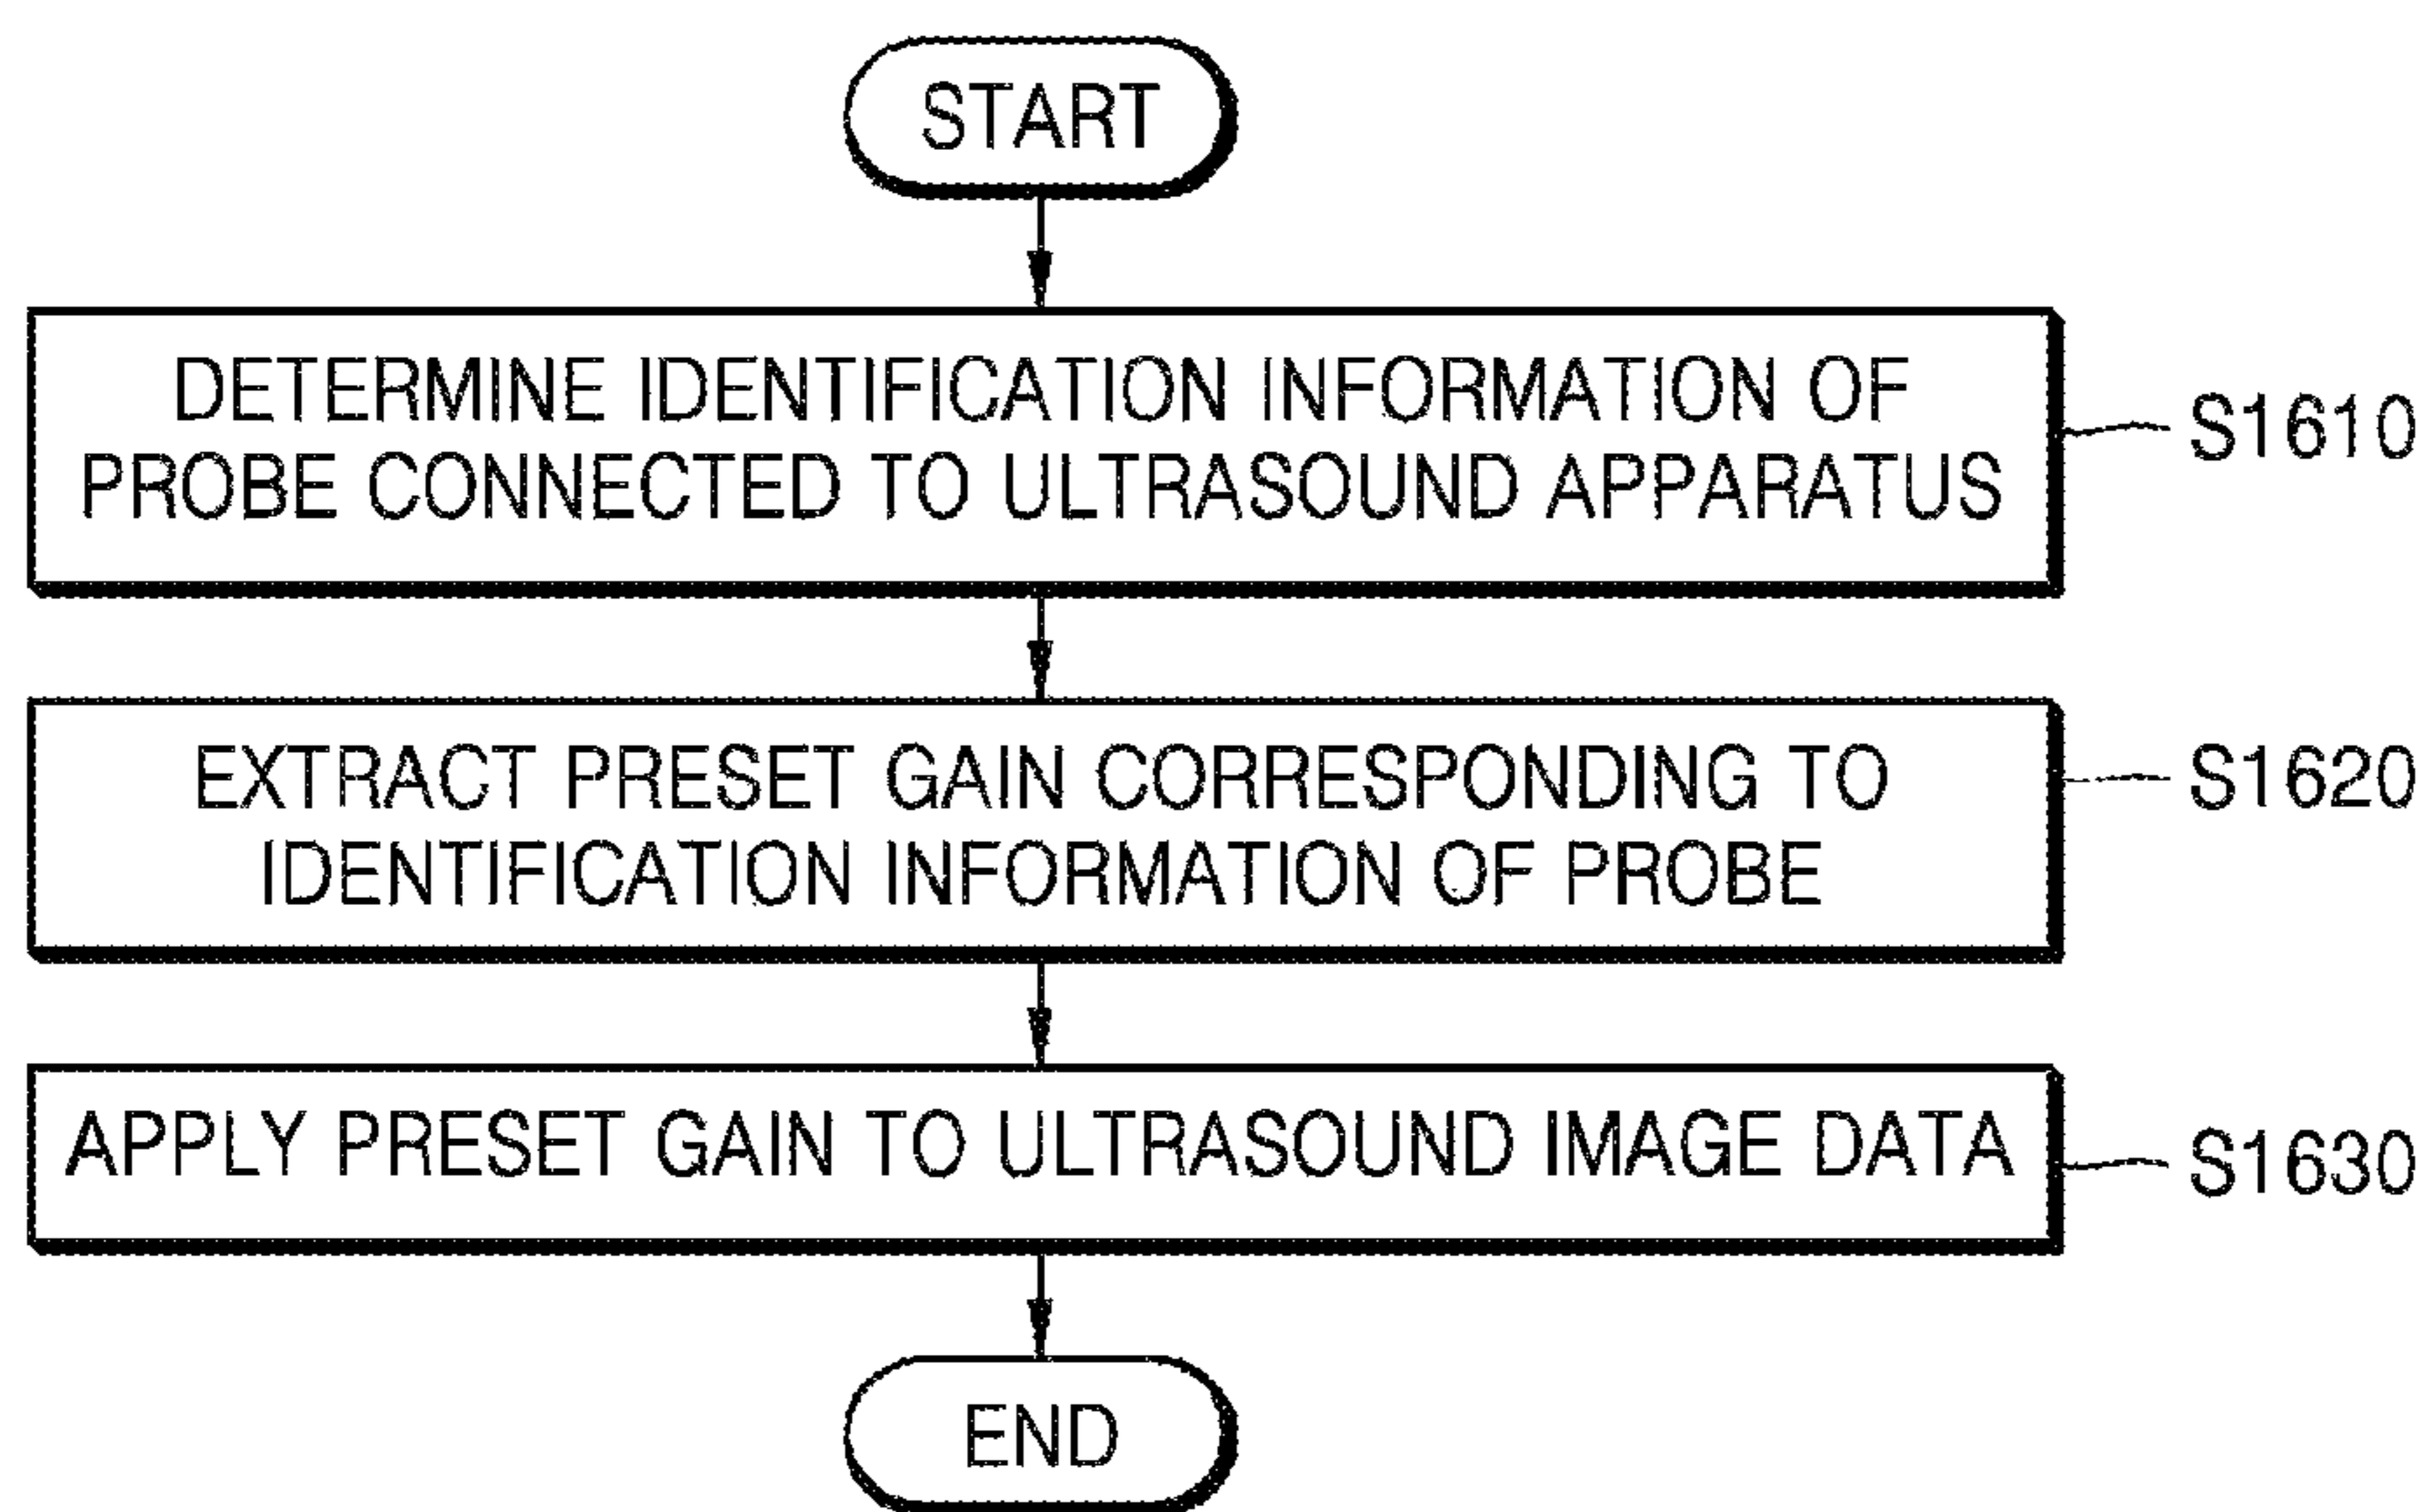 START
DETERMINE IDENTIFICATION INFORMATION OF
PROBE CONNECTED TO ULTRASOUND APPARATUS
S1610
EXTRACT PRESET GAIN CORRESPONDING TO
IDENTIFICATION INFORMATION OF PROBE
S1620
APPLY PRESET GAIN TO ULTRASOUND IMAGE DATA
S1630
END